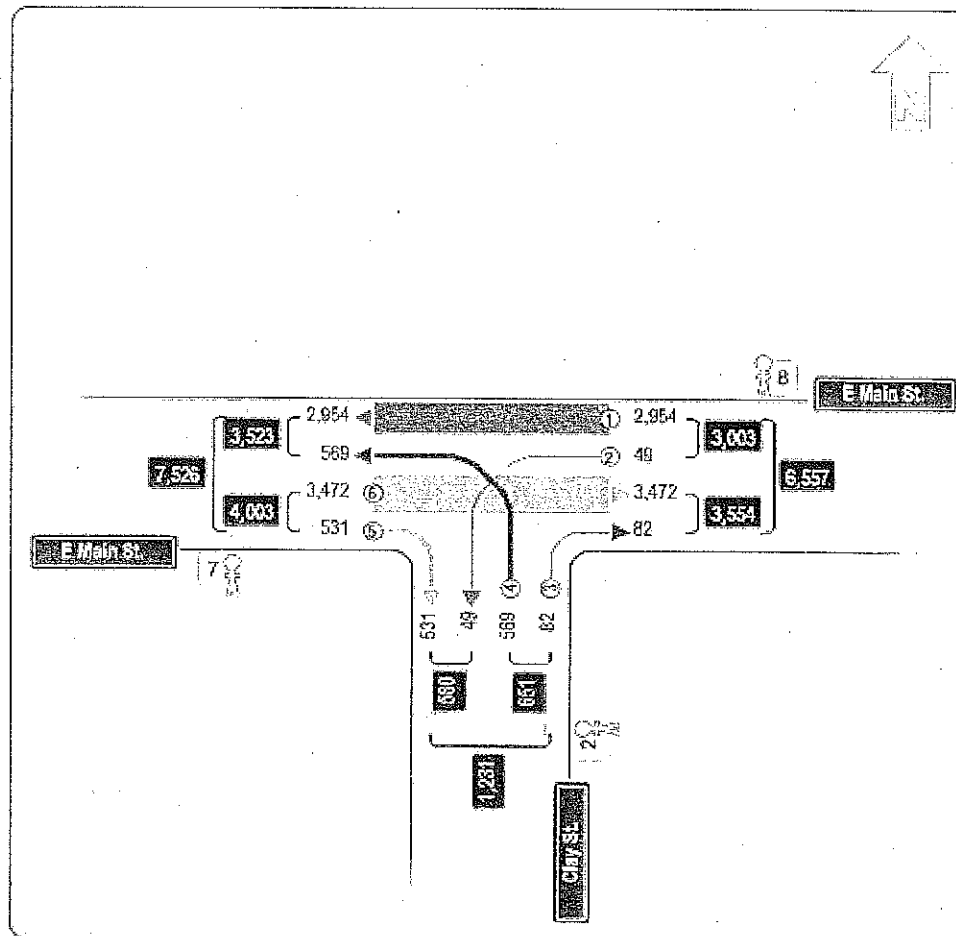 N
8
E Main St
2,954 1 2,954
3,523 3,003
569 2 49
7,526 6,557
3,472 6 3,472
4,003 3,554
531 5 82
E Main St
7
4 3
531 49 569 82
580 651
2
1,231
Clay St